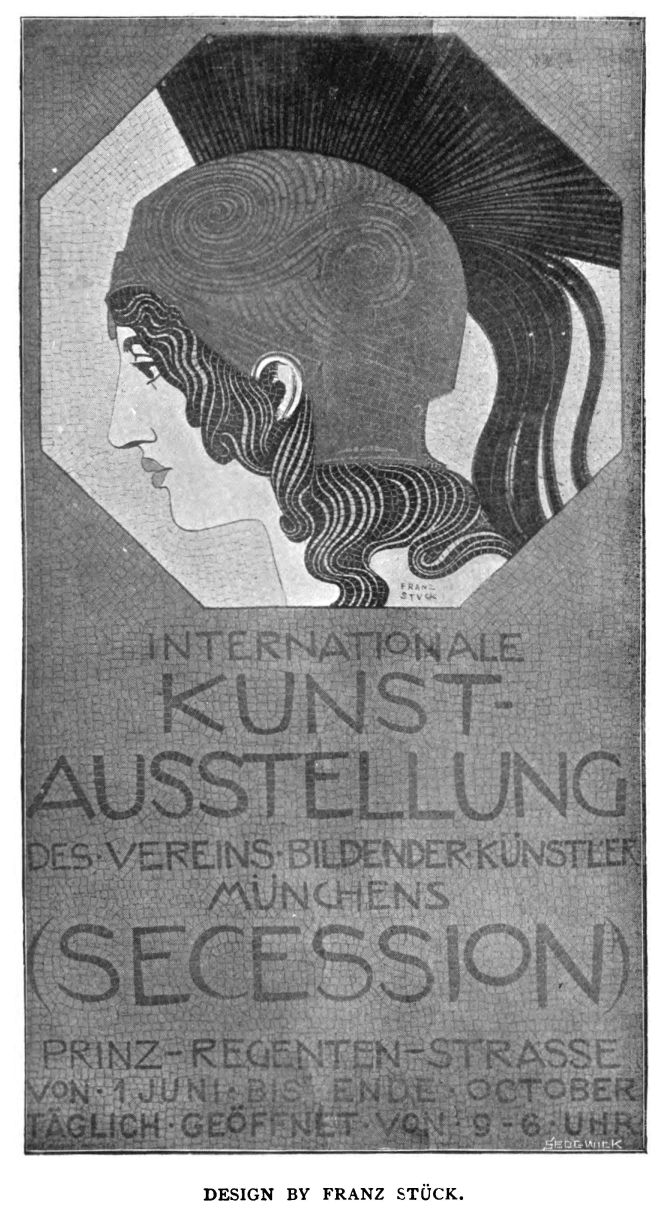 FRANZ
STVCK
INTERNATIONALE
KUNST-
AUSSTELLUNG
DES·VEREINS·BILDENDER·KÜNSTLER
MÜNCHENS
(SECESSION)
PRINZ-REGENTEN-STRASSE
VON·1 JUNI·BIS·ENDE·OCTOBER
TÄGLICH·GEÖFFNET·VON·9-6·UHR
SEDGWICK
DESIGN BY FRANZ STÜCK.